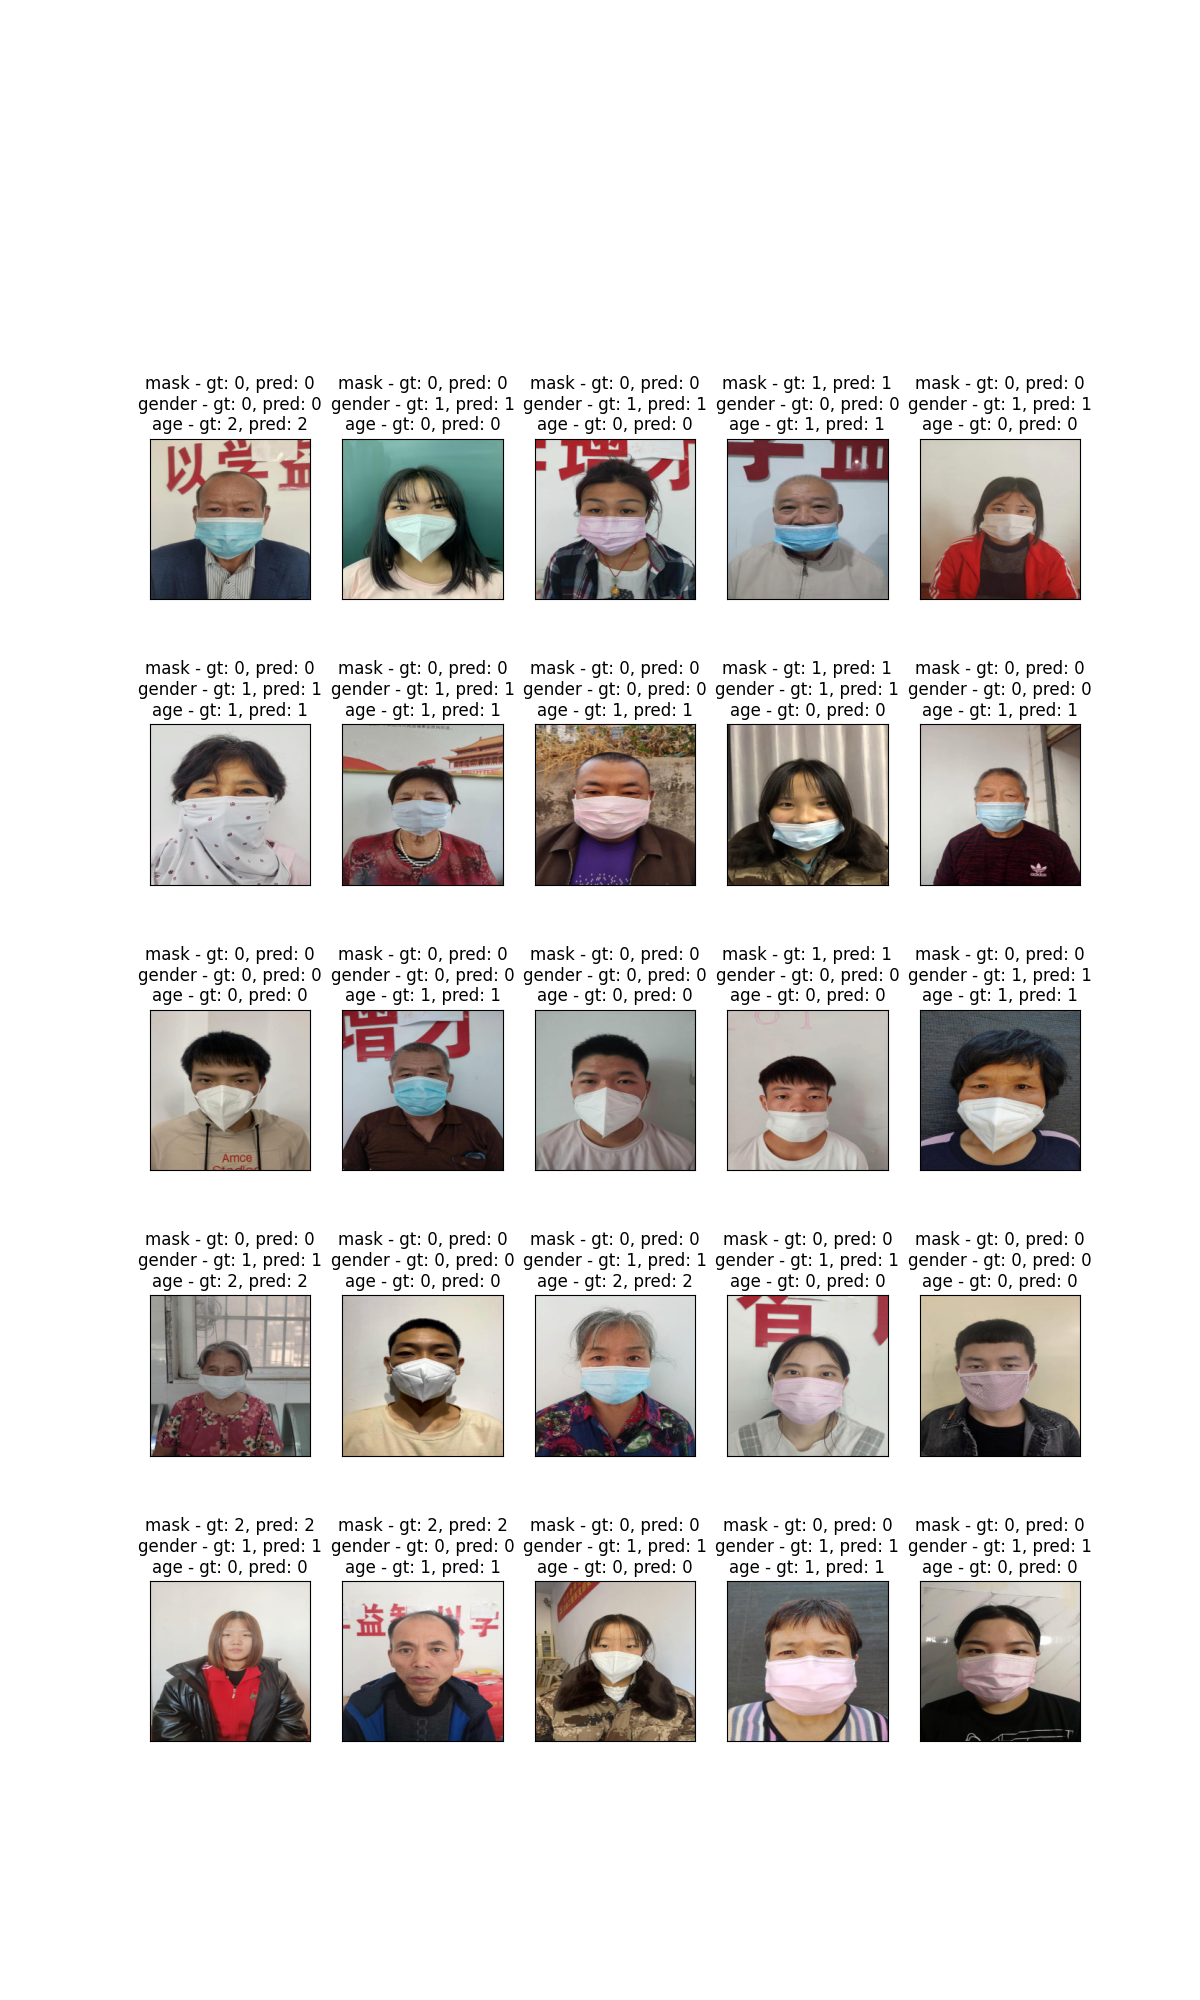 mask - gt: 0, pred: 0
gender - gt: 0, pred: 0
age - gt: 2, pred: 2
mask - gt: 0, pred: 0
gender - gt: 1, pred: 1
age - gt: 0, pred: 0
mask - gt: 0, pred: 0
gender - gt: 1, pred: 1
age - gt: 0, pred: 0
mask - gt: 1, pred: 1
gender - gt: 0, pred: 0
age - gt: 1, pred: 1
mask - gt: 0, pred: 0
gender - gt: 1, pred: 1
age - gt: 0, pred: 0
以学益
增才
学益
mask - gt: 0, pred: 0
gender - gt: 1, pred: 1
age - gt: 1, pred: 1
mask - gt: 0, pred: 0
gender - gt: 1, pred: 1
age - gt: 1, pred: 1
mask - gt: 0, pred: 0
gender - gt: 0, pred: 0
age - gt: 1, pred: 1
mask - gt: 1, pred: 1
gender - gt: 1, pred: 1
age - gt: 0, pred: 0
mask - gt: 0, pred: 0
gender - gt: 0, pred: 0
age - gt: 1, pred: 1
adidas
mask - gt: 0, pred: 0
gender - gt: 0, pred: 0
age - gt: 0, pred: 0
mask - gt: 0, pred: 0
gender - gt: 0, pred: 0
age - gt: 1, pred: 1
mask - gt: 0, pred: 0
gender - gt: 0, pred: 0
age - gt: 0, pred: 0
mask - gt: 1, pred: 1
gender - gt: 0, pred: 0
age - gt: 0, pred: 0
mask - gt: 0, pred: 0
gender - gt: 1, pred: 1
age - gt: 1, pred: 1
Amce
增才
mask - gt: 0, pred: 0
gender - gt: 1, pred: 1
age - gt: 2, pred: 2
mask - gt: 0, pred: 0
gender - gt: 0, pred: 0
age - gt: 0, pred: 0
mask - gt: 0, pred: 0
gender - gt: 1, pred: 1
age - gt: 2, pred: 2
mask - gt: 0, pred: 0
gender - gt: 1, pred: 1
age - gt: 0, pred: 0
mask - gt: 0, pred: 0
gender - gt: 0, pred: 0
age - gt: 0, pred: 0
mask - gt: 2, pred: 2
gender - gt: 1, pred: 1
age - gt: 0, pred: 0
mask - gt: 2, pred: 2
gender - gt: 0, pred: 0
age - gt: 1, pred: 1
mask - gt: 0, pred: 0
gender - gt: 1, pred: 1
age - gt: 0, pred: 0
mask - gt: 0, pred: 0
gender - gt: 1, pred: 1
age - gt: 1, pred: 1
mask - gt: 0, pred: 0
gender - gt: 1, pred: 1
age - gt: 0, pred: 0
益智 以学